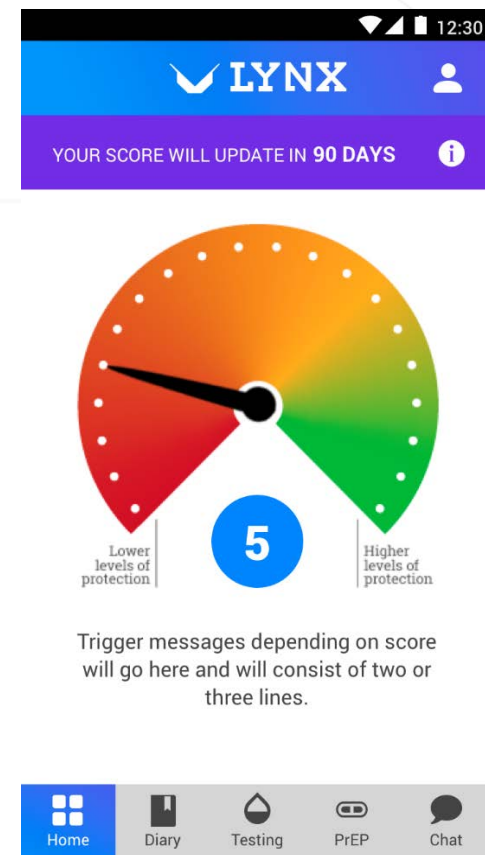 12:30
LYNX
YOUR SCORE WILL UPDATE IN 90 DAYS
i
5
Lower
levels of
protection
Higher
levels of
protection
Trigger messages depending on score
will go here and will consist of two or
three lines.
Home Diary Testing PrEP Chat